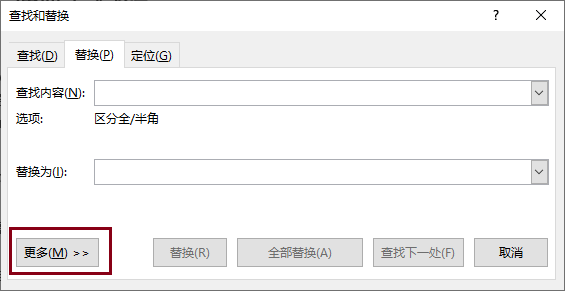 查找和替换
查找(D) 替换(P) 定位(G)
查找内容(N):
选项: 区分全/半角
替换为(I):
更多(M) >> 替换(R) 全部替换(A) 查找下一处(F) 取消